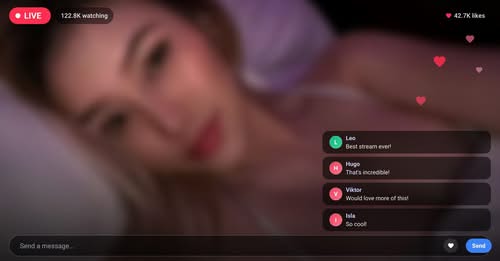 LIVE
122.8K watching
42.7K likes
L
Leo
Best stream ever!
H
Hugo
That's incredible!
V
Viktor
Would love more of this!
I
Isla
So cool!
Send a message...
Send